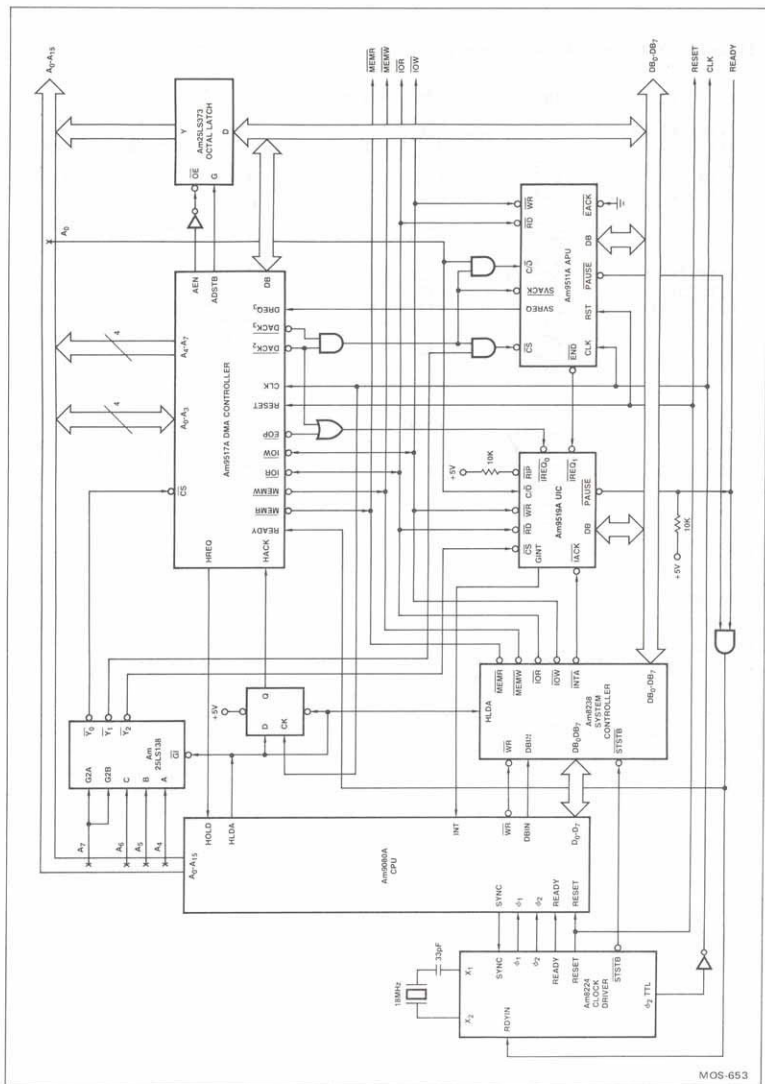 A0-A15
Am25LS373
OCTAL LATCH
Y
D
OE
G
A0
MEMR
MEMW
IOR
IOW
DB0-DB7
RESET
CLK
READY
Am9517A DMA CONTROLLER
AEN
ADSTB
DB
A4-A7
4
A0-A3
4
CS
HREQ
HACK
READY
MEMR
MEMW
IOR
IOW
EOP
RESET
CLK
DACK2
DACK3
DREQ3
Am9511A APU
CS
SVREQ
SVACK
C/D
RD
WR
END
CLK
RST
PAUSE
DB
EACK
Am9519A UIC
+5V
10K
RIP
C/D
WR
RD
CS
GINT
IREQ0
IREQ1
IACK
DB
PAUSE
+5V
10K
+5V
D
Q
CK
Am
25LS138
Y0
Y1
Y2
G2A
G2B
C
B
A
GI
A7
A6
A5
A4
Am8238
SYSTEM
CONTROLLER
HLDA
MEMR
MEMW
IOR
IOW
INTA
DB0-DB7
WR
DBIN
DB0DB7
STSTB
Am9080A
CPU
A0-A15
HOLD
HLDA
INT
WR
DBIN
D0-D7
SYNC
ϕ1
ϕ2
READY
RESET
Am8224
CLOCK
DRIVER
18MHz
33pF
X2
X1
RDYIN
SYNC
ϕ1
ϕ2
READY
RESET
STSTB
ϕ2 TTL
MOS-653